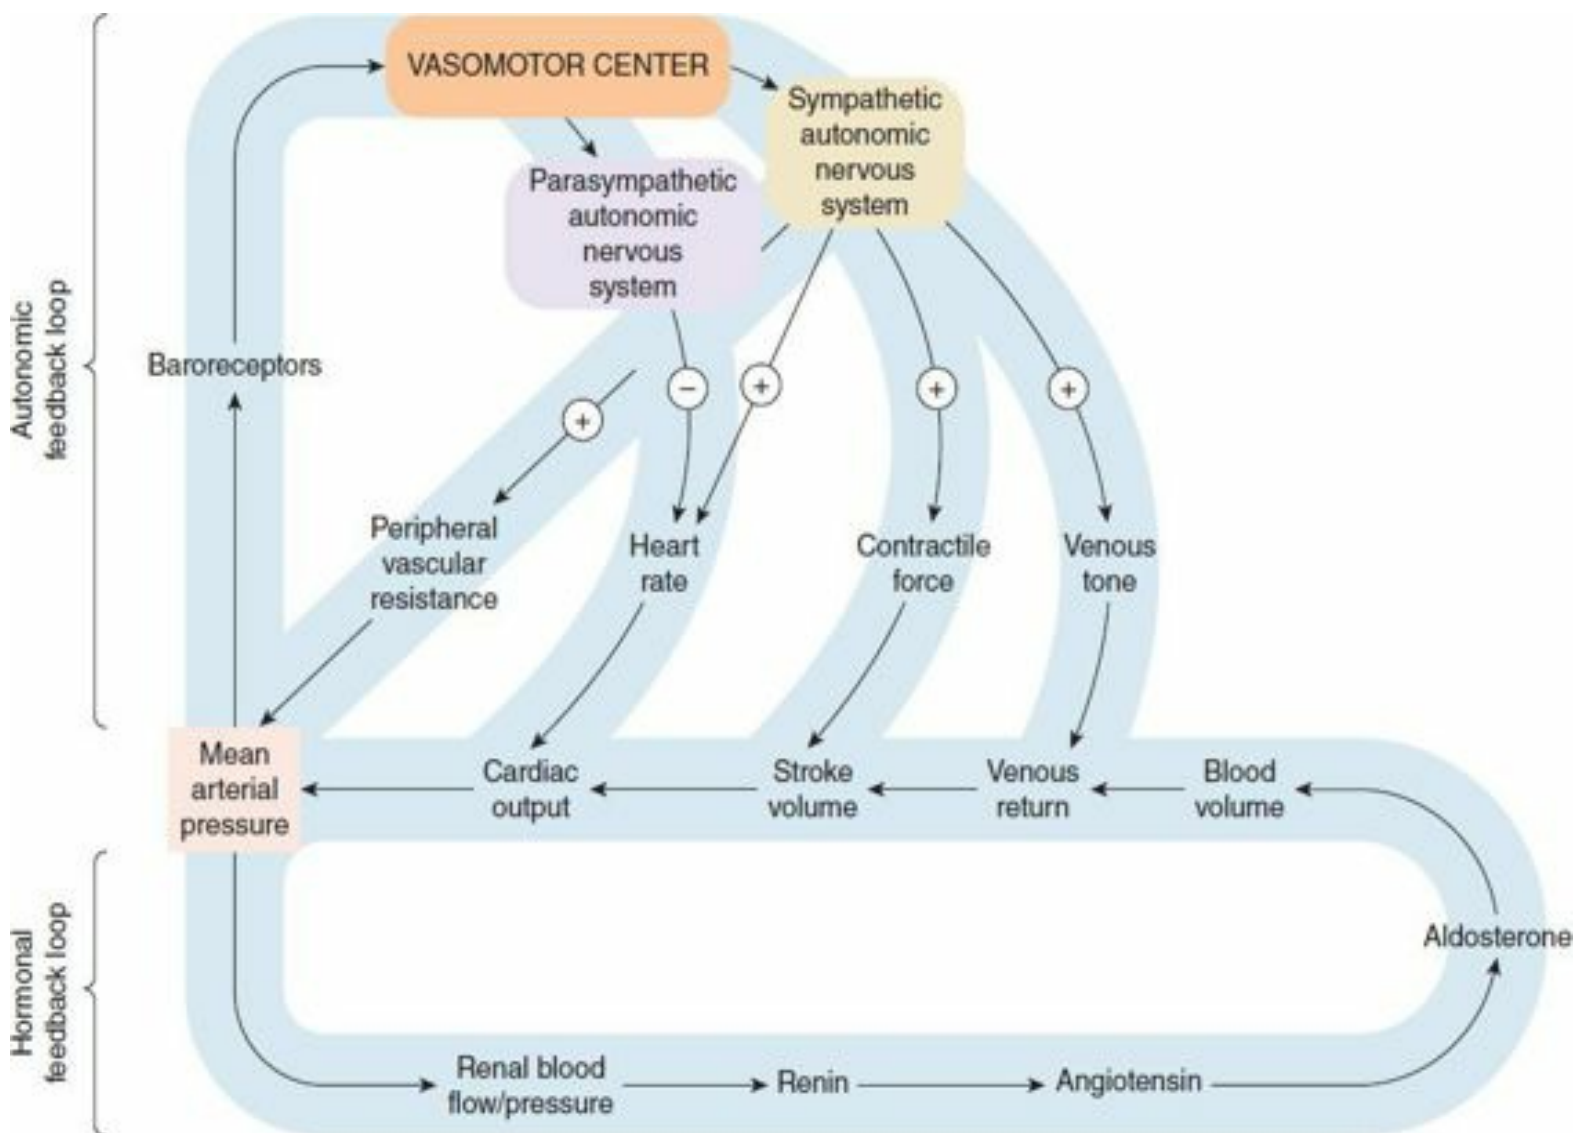 VASOMOTOR CENTER
Sympathetic
autonomic
nervous
system
Parasympathetic
autonomic
nervous
system
Autonomic
feedback loop
Baroreceptors
+
−
+
+
+
Peripheral
vascular
resistance
Heart
rate
Contractile
force
Venous
tone
Mean
arterial
pressure
Cardiac
output
Stroke
volume
Venous
return
Blood
volume
Hormonal
feedback loop
Aldosterone
Renal blood
flow/pressure
Renin
Angiotensin